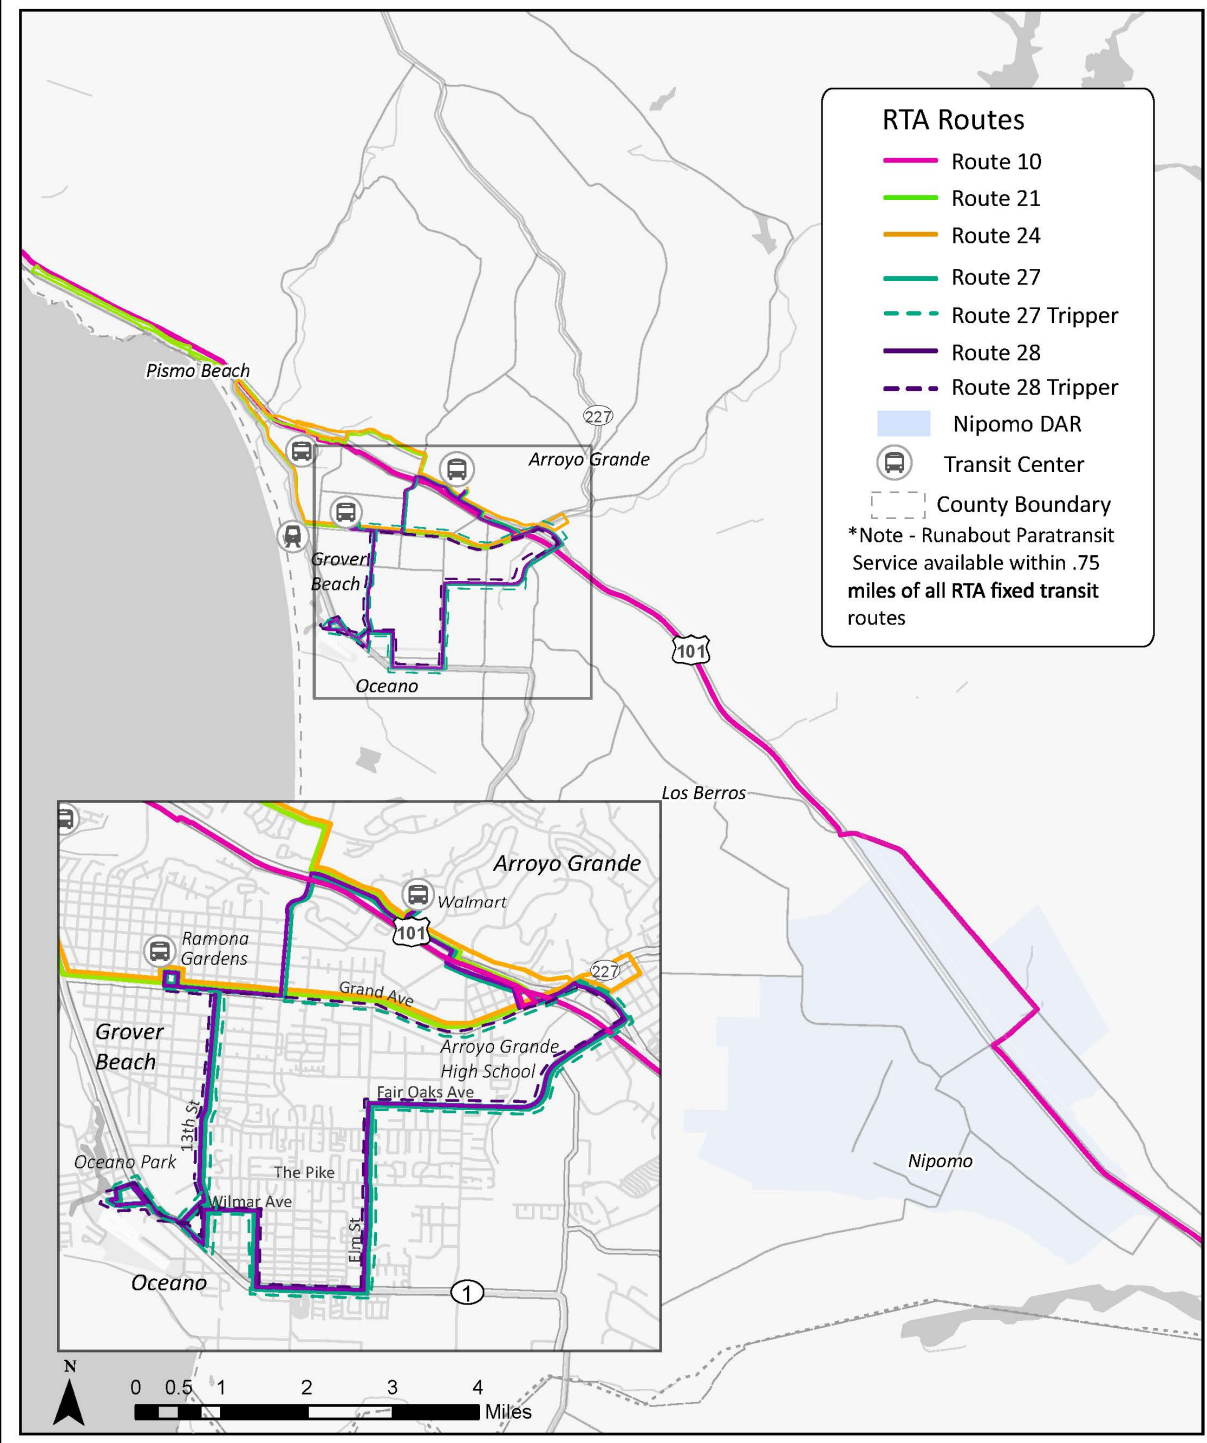 RTA Routes
Route 10
Route 21
Route 24
Route 27
Route 27 Tripper
Route 28
Route 28 Tripper
Nipomo DAR
Transit Center
County Boundary
*Note - Runabout Paratransit
Service available within .75
miles of all RTA fixed transit
routes
Pismo Beach
227
Arroyo Grande
Grover
Beach
101
Oceano
Los Berros
Nipomo
Arroyo Grande
Walmart
101
Ramona
Gardens
227
Grand Ave
Grover
Beach
Arroyo Grande
High School
Fair Oaks Ave
13th St
Oceano Park
The Pike
Wilmar Ave
Elm St
Oceano
1
N
0 0.5 1 2 3 4
Miles